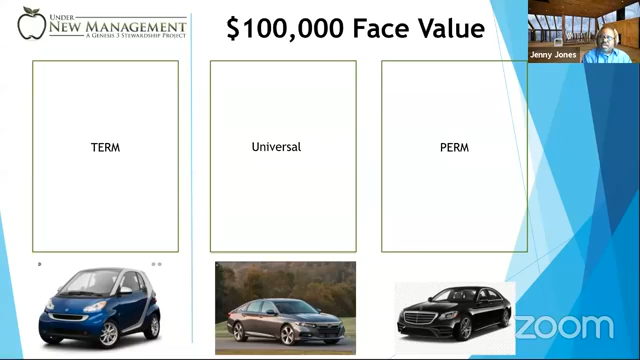 UNDER
NEW MANAGEMENT
A GENESIS 3 STEWARDSHIP PROJECT
$100,000 Face Value
Jenny Jones
TERM
Universal
PERM
zoom